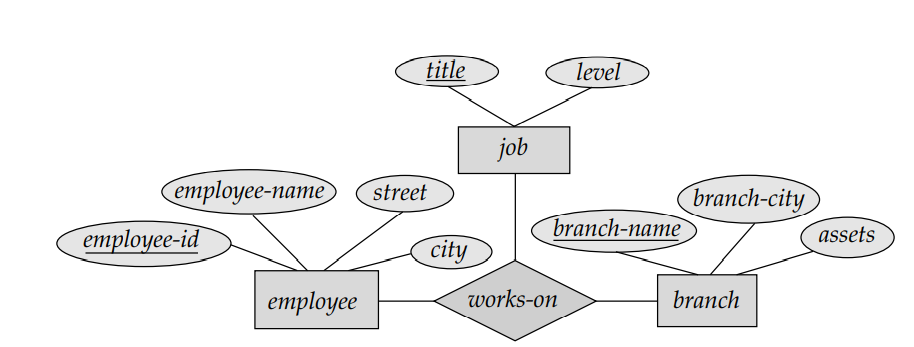 title
level
job
employee-name
street
branch-city
employee-id
branch-name
assets
city
employee
works-on
branch